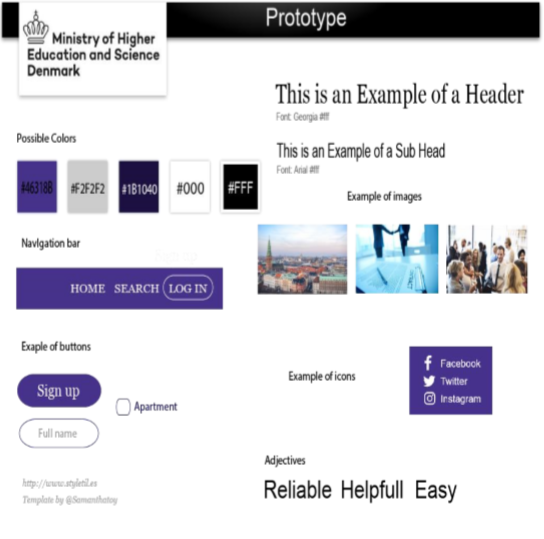 Prototype
Ministry of Higher
Education and Science
Denmark
This is an Example of a Header
Font: Georgia #fff
Possible Colors
This is an Example of a Sub Head
Font: Arial #fff
#46318B
#F2F2F2
#1B1040
#000
#FFF
Example of images
Navigation bar
HOME SEARCH LOG IN
Exaple of buttons
Facebook
Twitter
Instagram
Example of icons
Sign up
Apartment
Full name
Adjectives
Reliable Helpfull Easy
http://www.styletil.es
Template by @Samanthatoy